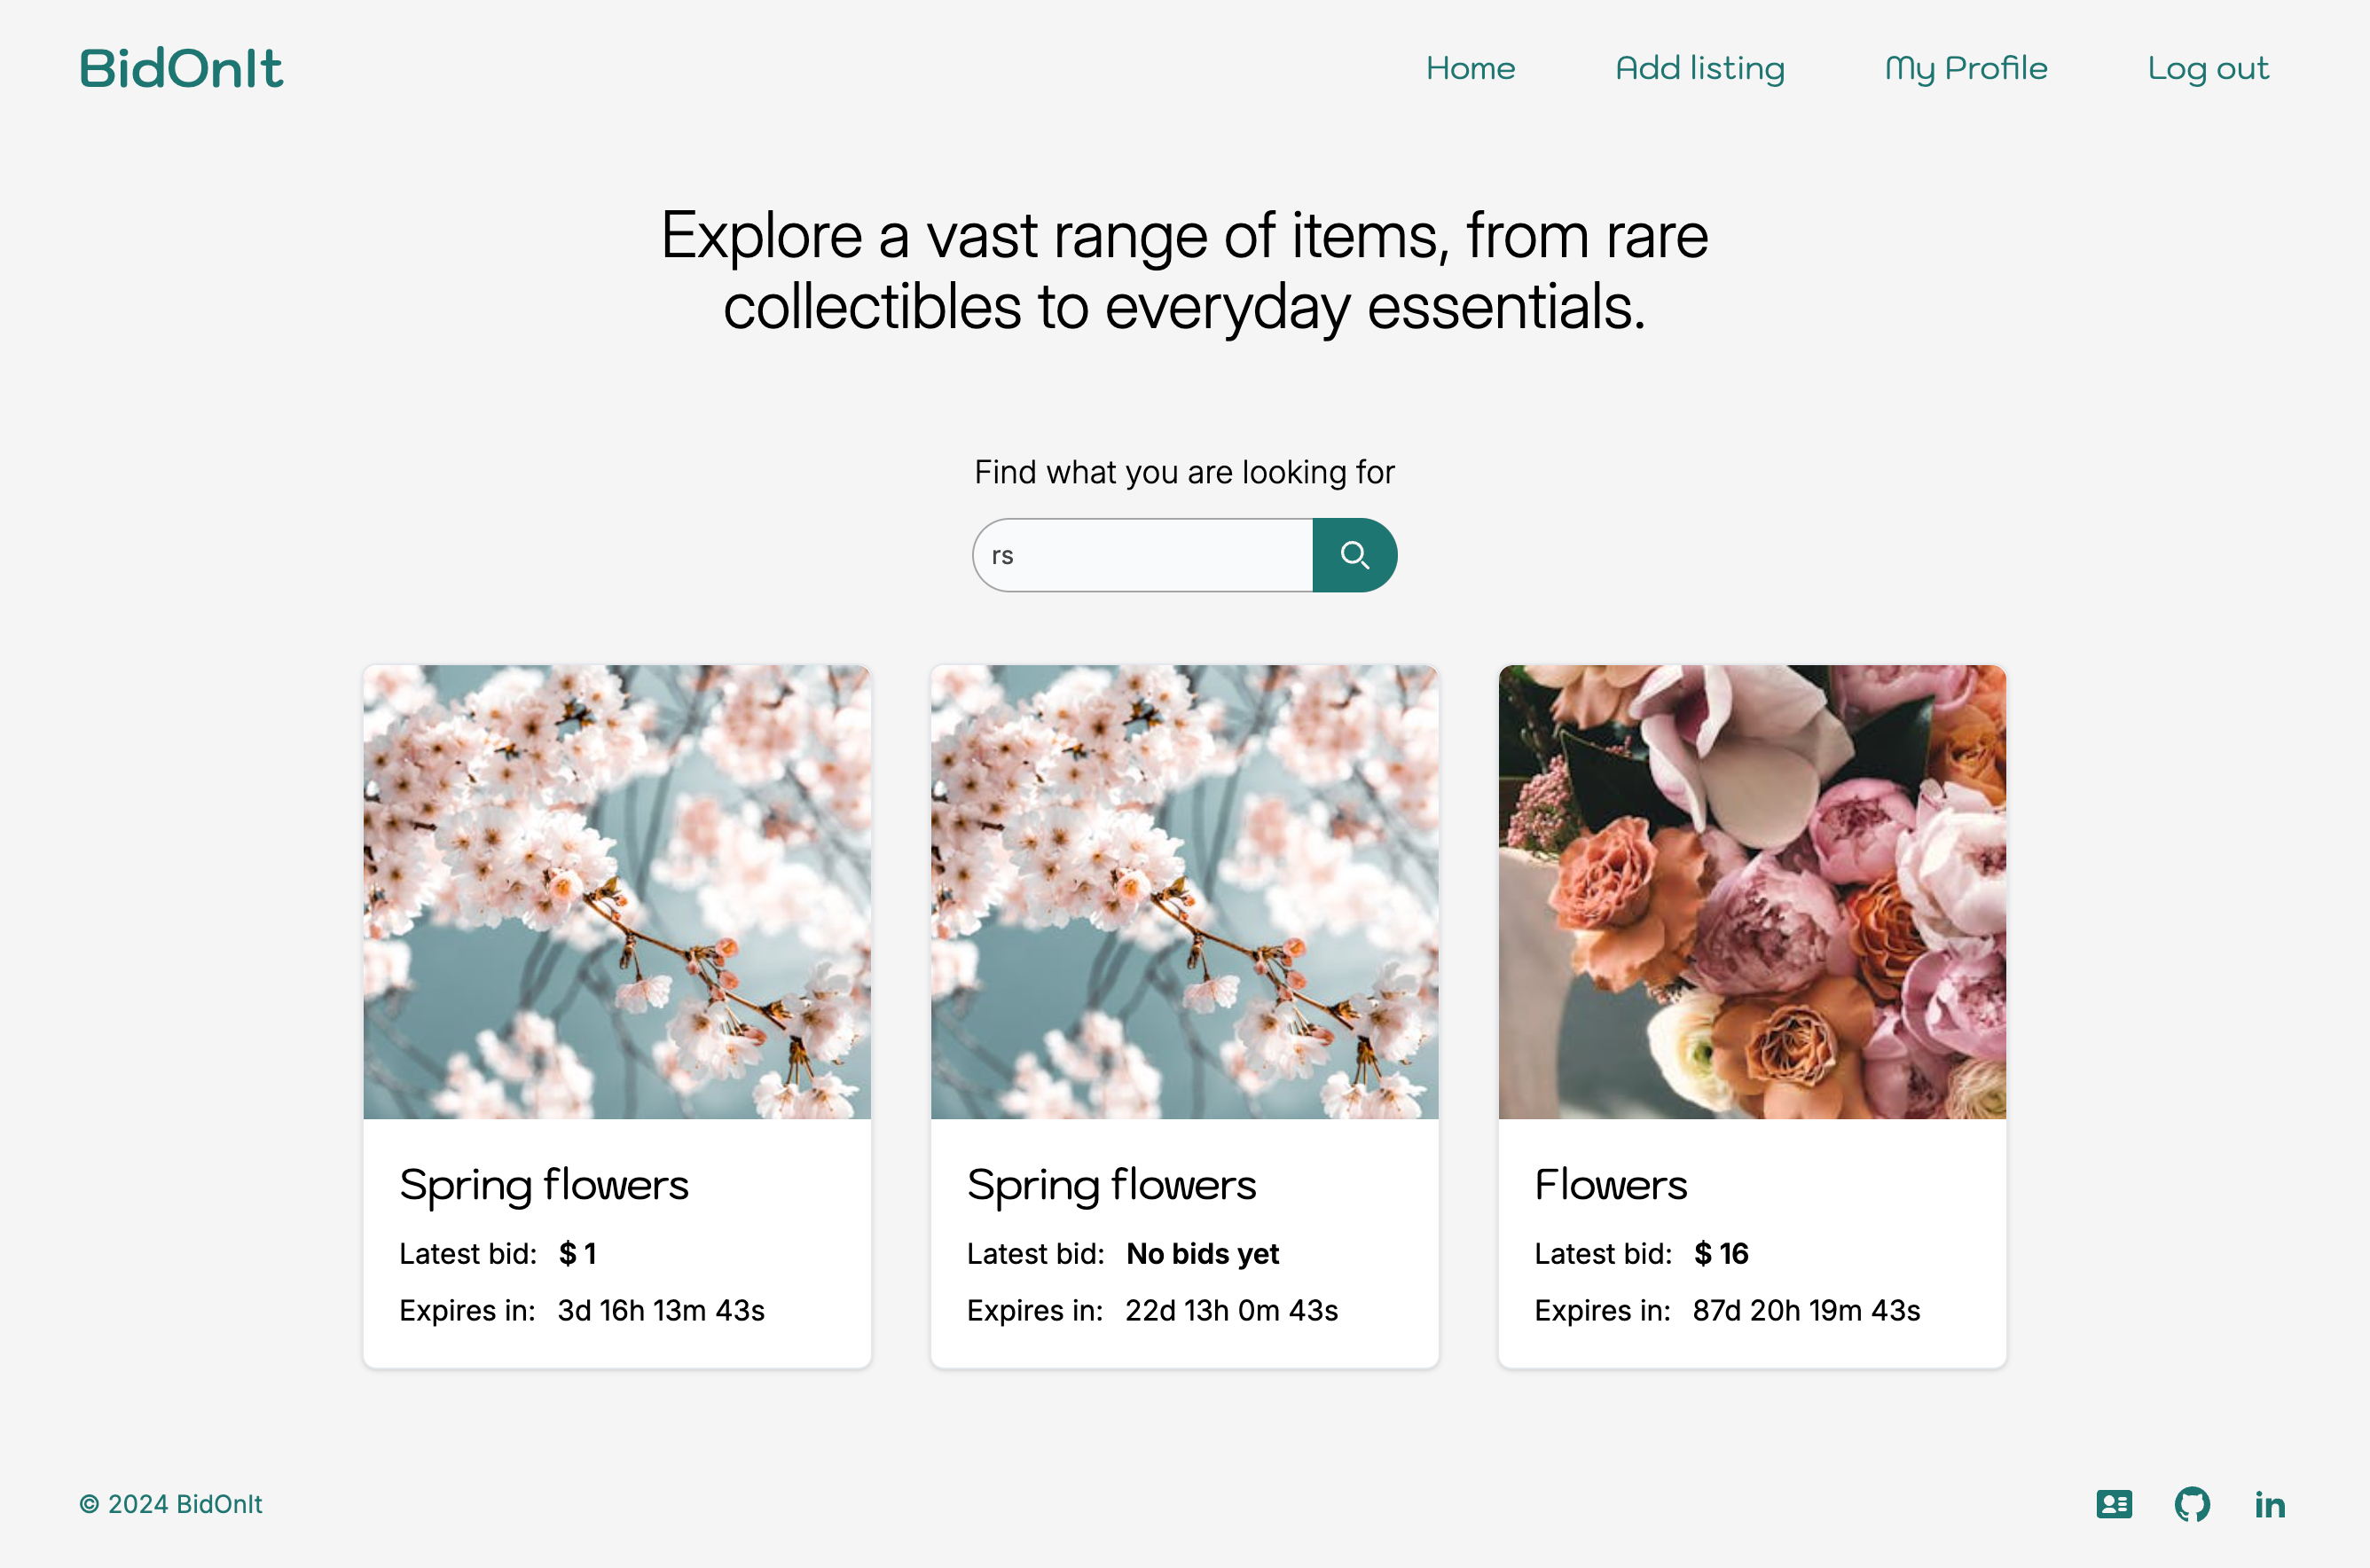 BidOnIt
Home
Add listing
My Profile
Log out
Explore a vast range of items, from rare
collectibles to everyday essentials.
Find what you are looking for
rs
Spring flowers
Latest bid: $ 1
Expires in: 3d 16h 13m 43s
Spring flowers
Latest bid: No bids yet
Expires in: 22d 13h 0m 43s
Flowers
Latest bid: $ 16
Expires in: 87d 20h 19m 43s
© 2024 BidOnIt
in